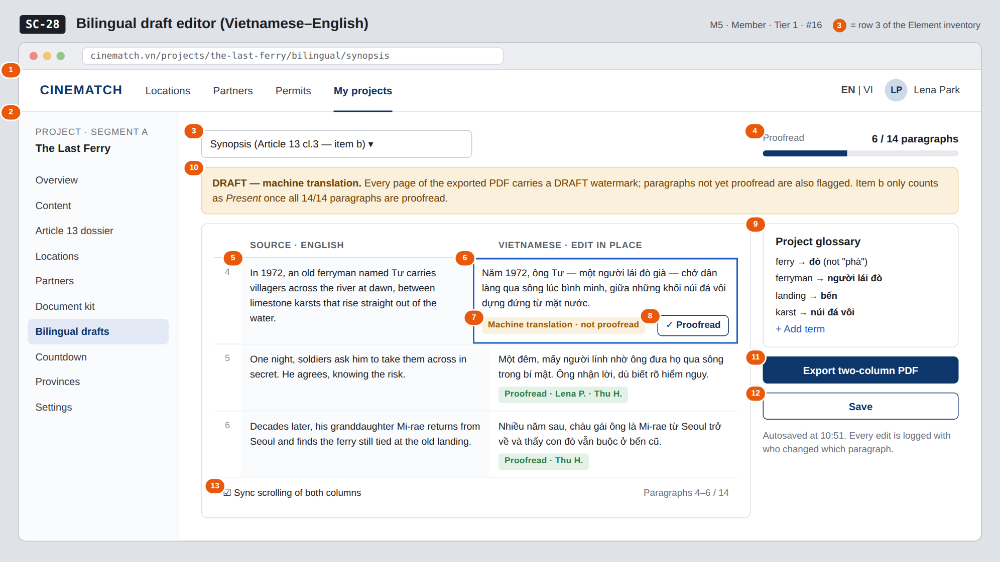 SC-28 Bilingual draft editor (Vietnamese–English)
M5 · Member · Tier 1 · #16 3 = row 3 of the Element inventory
cinematch.vn/projects/the-last-ferry/bilingual/synopsis
1
CINEMATCH Locations Partners Permits My projects EN | VI LP Lena Park
2
PROJECT · SEGMENT A
The Last Ferry
Overview
Content
Article 13 dossier
Locations
Partners
Document kit
Bilingual drafts
Countdown
Provinces
Settings
3
Synopsis (Article 13 cl.3 — item b) ▾
4
Proofread 6 / 14 paragraphs
10
DRAFT — machine translation. Every page of the exported PDF carries a DRAFT watermark; paragraphs not yet proofread are also flagged. Item b only counts
as Present once all 14/14 paragraphs are proofread.
SOURCE · ENGLISH VIETNAMESE · EDIT IN PLACE
5
6
4
In 1972, an old ferryman named Tư carries
villagers across the river at dawn, between
limestone karsts that rise straight out of the
water.
Năm 1972, ông Tư — một người lái đò già — chở dân
làng qua sông lúc bình minh, giữa những khối núi đá vôi
dựng đứng từ mặt nước.
7
Machine translation · not proofread
8
✓ Proofread
5
One night, soldiers ask him to take them across in
secret. He agrees, knowing the risk.
Một đêm, mấy người lính nhờ ông đưa họ qua sông
trong bí mật. Ông nhận lời, dù biết rõ hiểm nguy.
Proofread · Lena P. · Thu H.
6
Decades later, his granddaughter Mi-rae returns from
Seoul and finds the ferry still tied at the old landing.
Nhiều năm sau, cháu gái ông là Mi-rae từ Seoul trở
về và thấy con đò vẫn buộc ở bến cũ.
Proofread · Thu H.
13
☑ Sync scrolling of both columns Paragraphs 4–6 / 14
9
Project glossary
ferry → đò (not "phà")
ferryman → người lái đò
landing → bến
karst → núi đá vôi
+ Add term
11
Export two-column PDF
12
Save
Autosaved at 10:51. Every edit is logged with
who changed which paragraph.